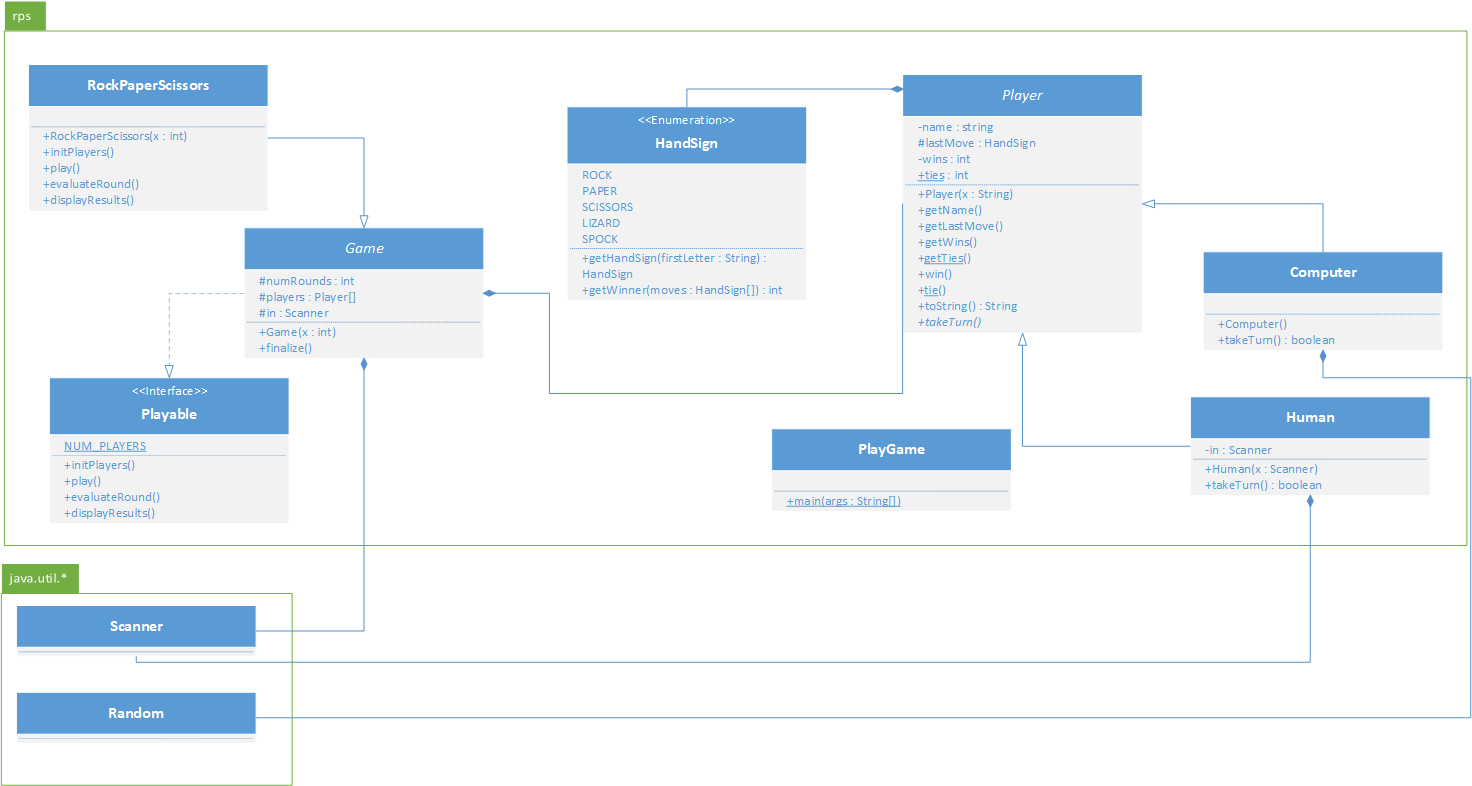 rps
RockPaperScissors
+RockPaperScissors(x : int)
+initPlayers()
+play()
+evaluateRound()
+displayResults()
Game
#numRounds : int
#players : Player[]
#in : Scanner
+Game(x : int)
+finalize()
<<Interface>>
Playable
NUM_PLAYERS
+initPlayers()
+play()
+evaluateRound()
+displayResults()
<<Enumeration>>
HandSign
ROCK
PAPER
SCISSORS
LIZARD
SPOCK
+getHandSign(firstLetter : String) :
HandSign
+getWinner(moves : HandSign[]) : int
Player
-name : string
#lastMove : HandSign
-wins : int
+ties : int
+Player(x : String)
+getName()
+getLastMove()
+getWins()
+getTies()
+win()
+tie()
+toString() : String
+takeTurn()
Computer
+Computer()
+takeTurn() : boolean
Human
-in : Scanner
+Human(x : Scanner)
+takeTurn() : boolean
PlayGame
+main(args : String[])
java.util.*
Scanner
Random